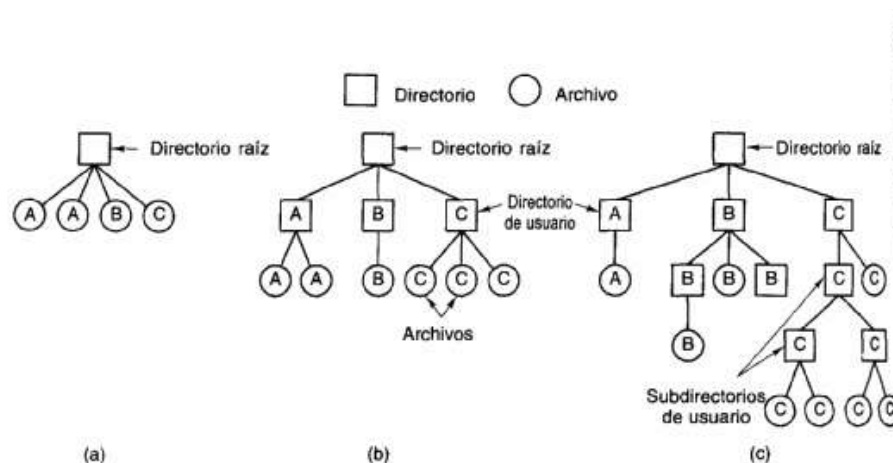 Directorio Archivo
Directorio raíz Directorio raíz Directorio raíz
A A B C
A B C Directorio de usuario A B C
A A B C C C A B B B C C
Archivos
B C C
Subdirectorios de usuario
C C C C
(a) (b) (c)